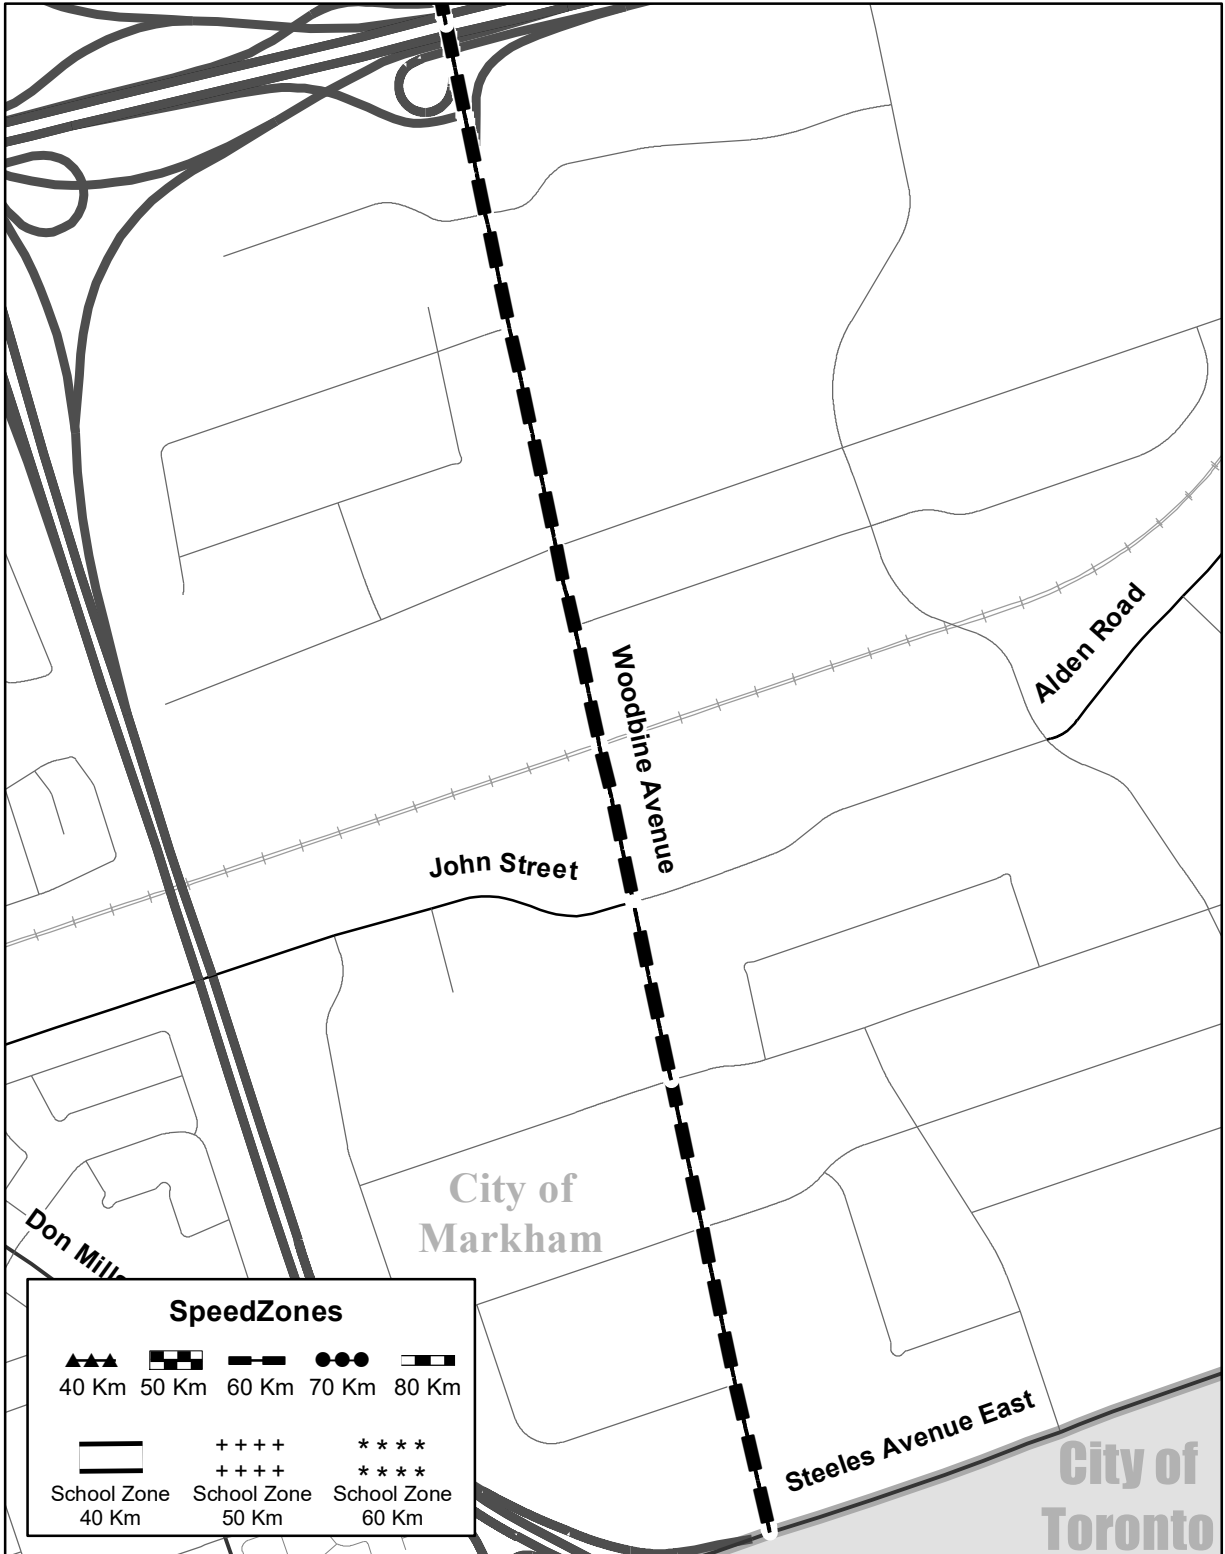 Woodbine Avenue
Alden Road
John Street
City of
Markham
Don Mills
Steeles Avenue East
City of
Toronto
SpeedZones
40 Km 50 Km 60 Km 70 Km 80 Km
School Zone School Zone School Zone
40 Km 50 Km 60 Km